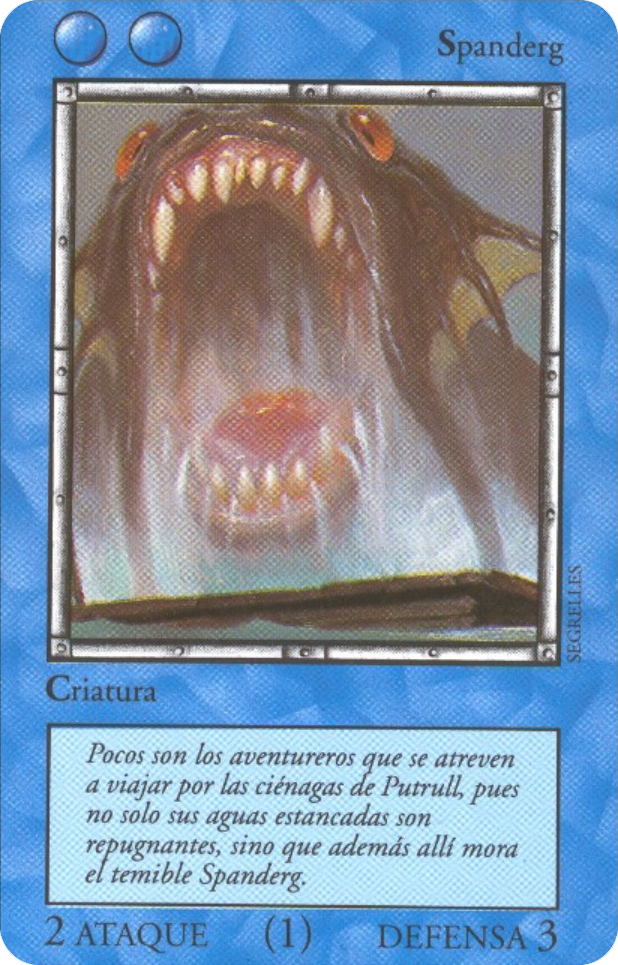 Spanderg
SEGRELLES
Criatura
Pocos son los aventureros que se atreven
a viajar por las ciénagas de Putrull, pues
no solo sus aguas estancadas son
repugnantes, sino que además allí mora
el temible Spanderg.
2 ATAQUE (1) DEFENSA 3